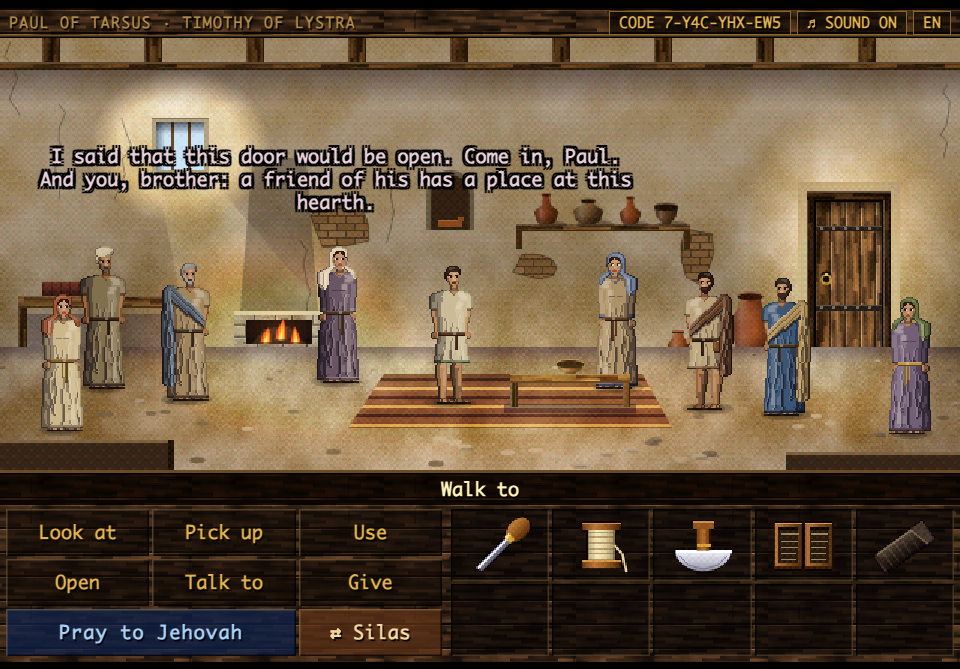 PAUL OF TARSUS · TIMOTHY OF LYSTRA
CODE 7-Y4C-YHX-EW5
♬ SOUND ON
EN
I said that this door would be open. Come in, Paul.
And you, brother: a friend of his has a place at this
hearth.
Walk to
Look at
Pick up
Use
Open
Talk to
Give
Pray to Jehovah
⇄ Silas